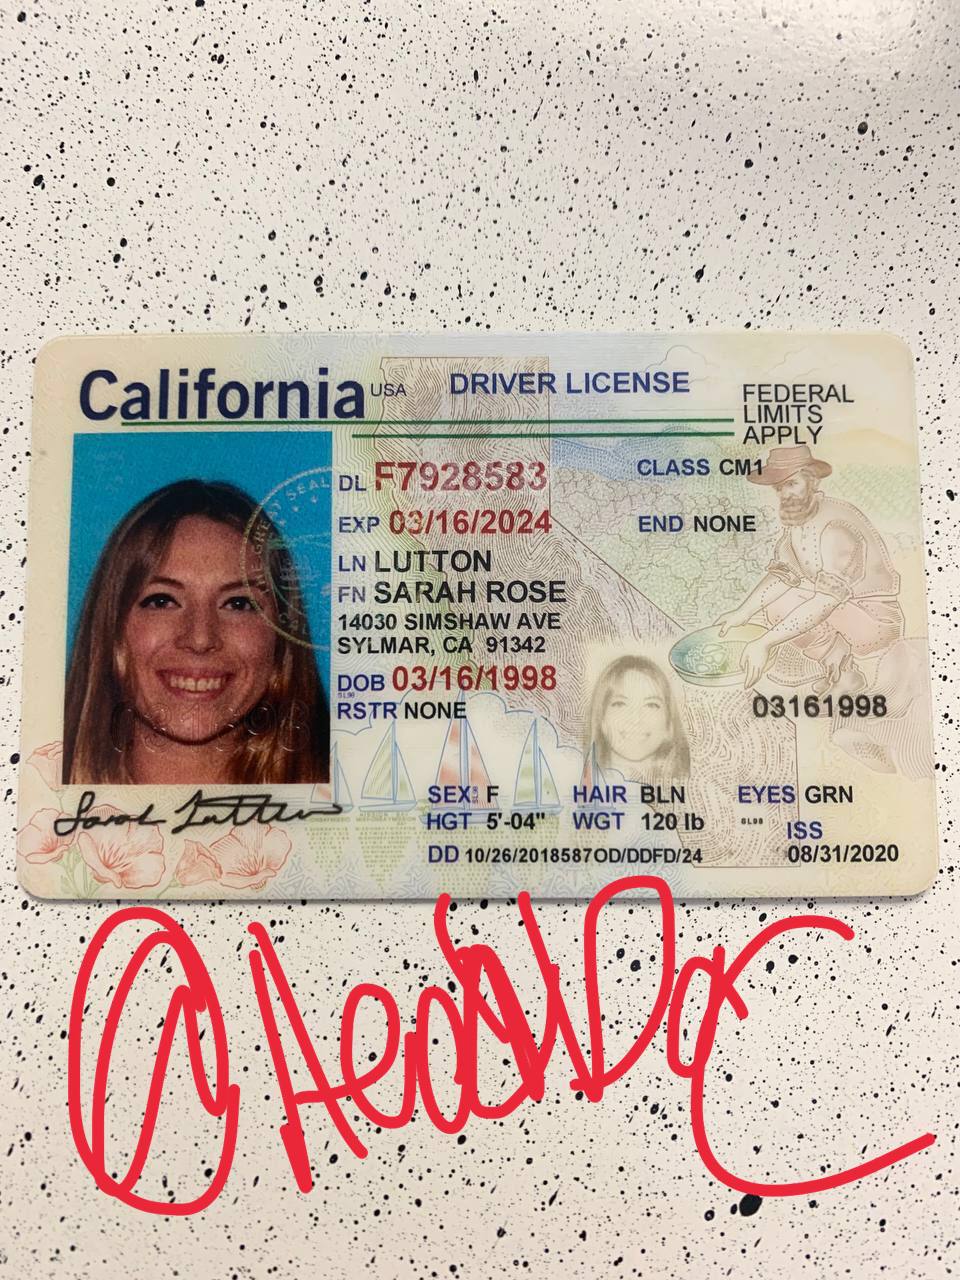 California USA DRIVER LICENSE
FEDERAL
LIMITS
APPLY
DL F7928583
CLASS CM1
EXP 03/16/2024
END NONE
LN LUTTON
FN SARAH ROSE
14030 SIMSHAW AVE
SYLMAR, CA 91342
DOB 03/16/1998
RSTR NONE
03161998
SEX F
HAIR BLN
EYES GRN
HGT 5'-04"
WGT 120 lb
ISS
DD 10/26/2018587OD/DDFD/24
08/31/2020
Sarah Lutton